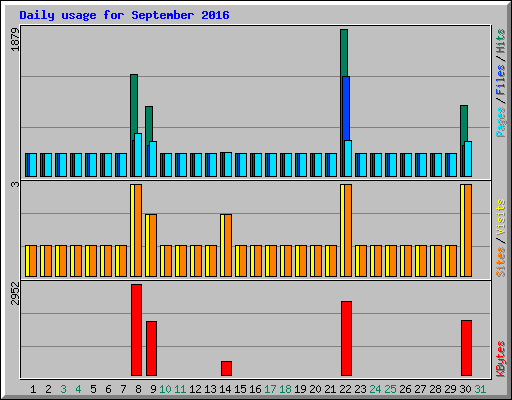 Daily usage for September 2016
1879
Pages / Files / Hits
3
Sites / Visits
2952
KBytes
1 2 3 4 5 6 7 8 9 10 11 12 13 14 15 16 17 18 19 20 21 22 23 24 25 26 27 28 29 30 31